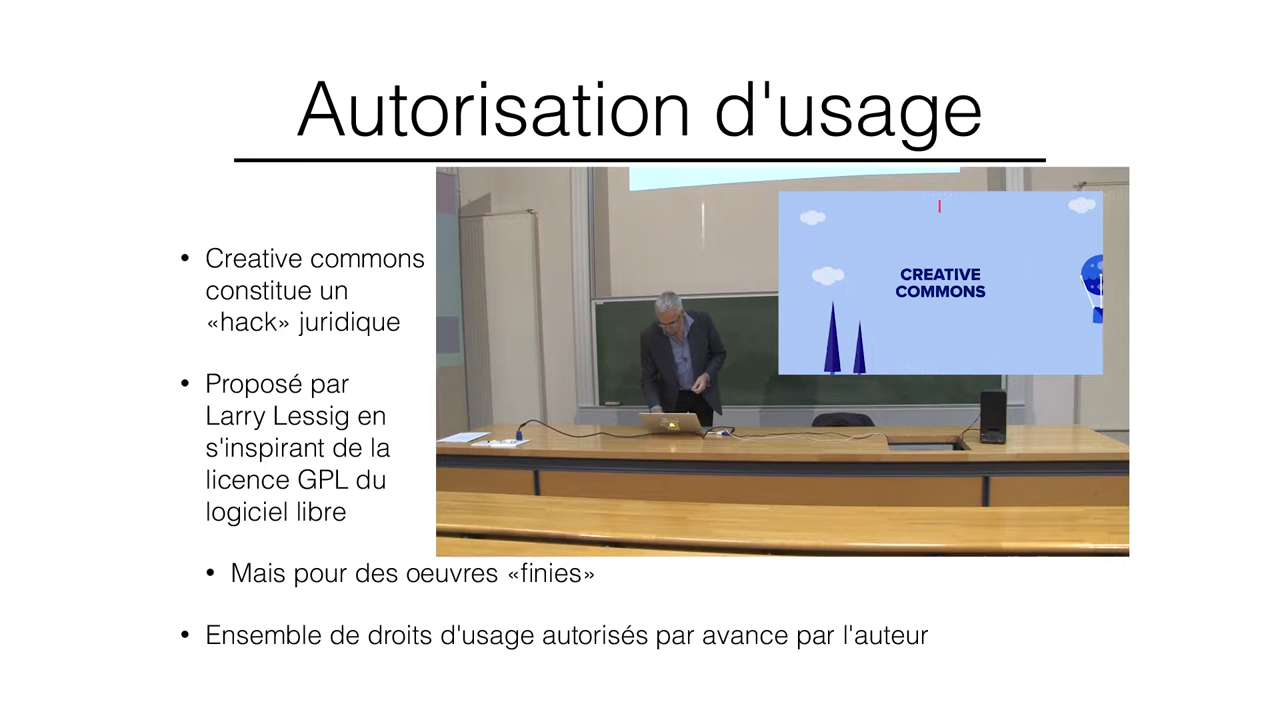 Autorisation d'usage
• Creative commons
constitue un
«hack» juridique
• Proposé par
Larry Lessig en
s'inspirant de la
licence GPL du
logiciel libre
• Mais pour des oeuvres «finies»
• Ensemble de droits d'usage autorisés par avance par l'auteur
CREATIVE
COMMONS